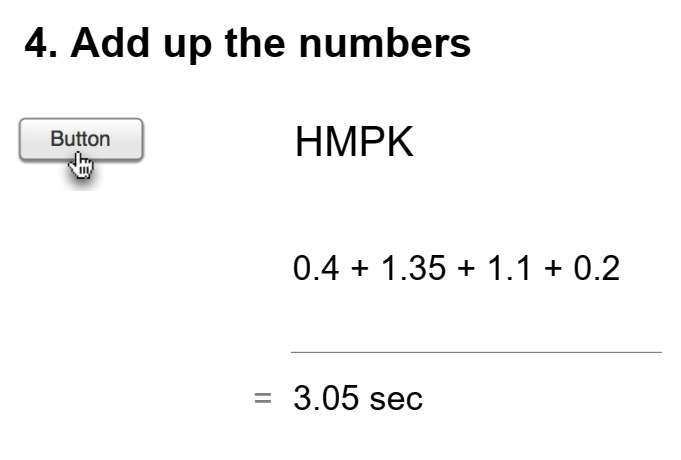 4. Add up the numbers
Button
HMPK
0.4 + 1.35 + 1.1 + 0.2
= 3.05 sec